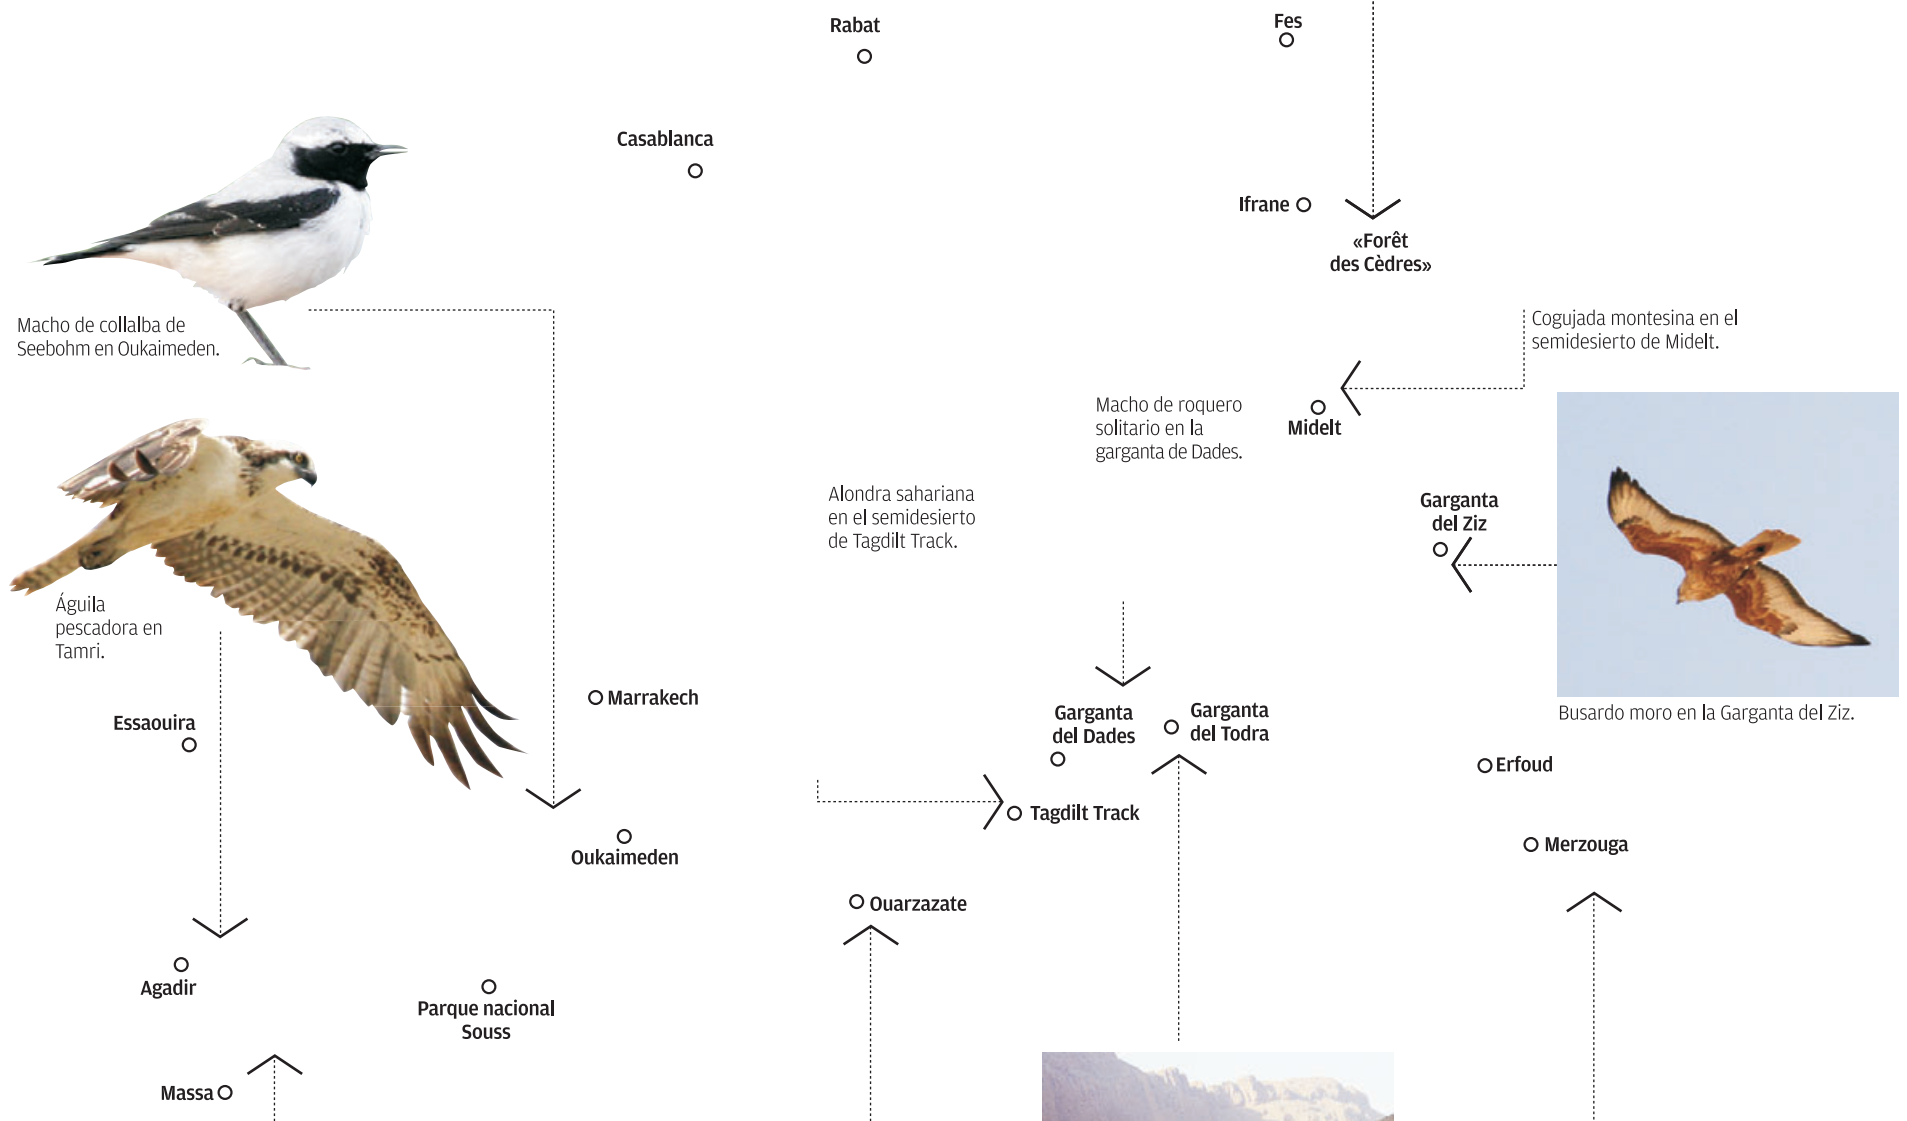 Rabat
Fes
Casablanca
Ifrane
«Forêt
des Cèdres»
Macho de collalba de
Seebohm en Oukaimeden.
Cogujada montesina en el
semidesierto de Midelt.
Macho de roquero
solitario en la
garganta de Dades.
Midelt
Alondra sahariana
en el semidesierto
de Tagdilt Track.
Garganta
del Ziz
Águila
pescadora en
Tamri.
Marrakech
Essaouira
Garganta
del Dades
Garganta
del Todra
Busardo moro en la Garganta del Ziz.
Erfoud
Tagdilt Track
Oukaimeden
Merzouga
Ouarzazate
Agadir
Parque nacional
Souss
Massa